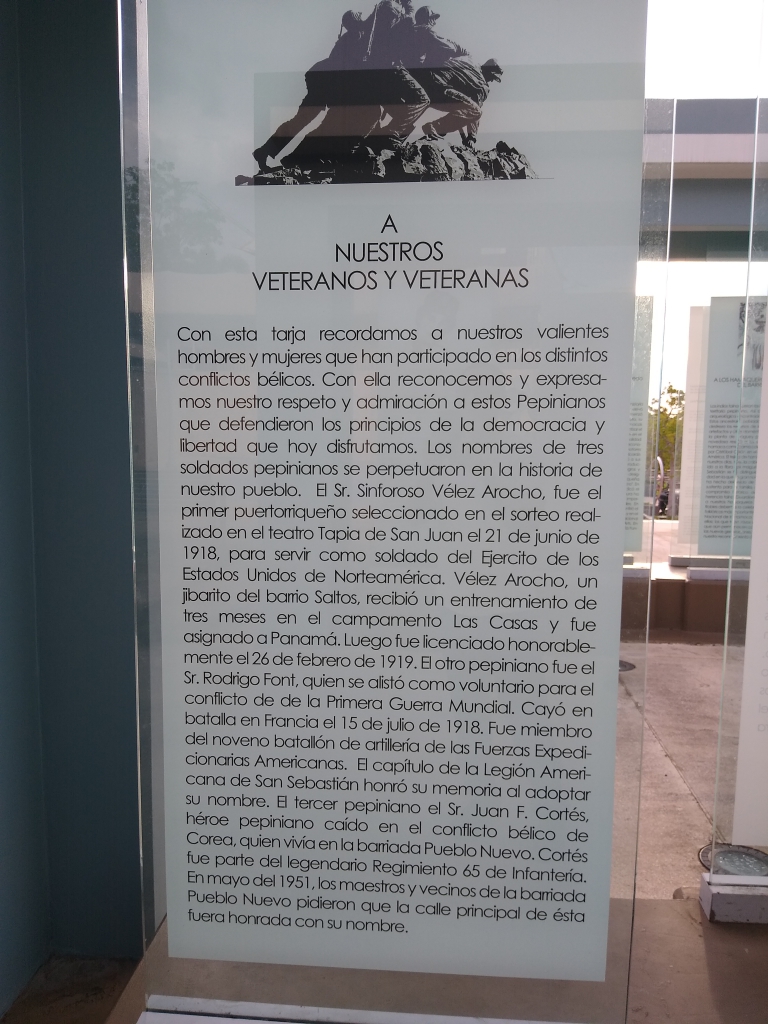 A
NUESTROS
VETERANOS Y VETERANAS
Con esta tarja recordamos a nuestros valientes
hombres y mujeres que han participado en los distintos
conflictos bélicos. Con ella reconocemos y expresa-
mos nuestro respeto y admiración a estos Pepinianos
que defendieron los principios de la democracia y
libertad que hoy disfrutamos. Los nombres de tres
soldados pepinianos se perpetuaron en la historia de
nuestro pueblo. El Sr. Sinforoso Vélez Arocho, fue el
primer puertorriqueño seleccionado en el sorteo real-
izado en el teatro Tapia de San Juan el 21 de junio de
1918, para servir como soldado del Ejercito de los
Estados Unidos de Norteamérica. Vélez Arocho, un
jibarito del barrio Saltos, recibió un entrenamiento de
tres meses en el campamento Las Casas y fue
asignado a Panamá. Luego fue licenciado honorable-
mente el 26 de febrero de 1919. El otro pepiniano fue el
Sr. Rodrigo Font, quien se alistó como voluntario para el
conflicto de de la Primera Guerra Mundial. Cayó en
batalla en Francia el 15 de julio de 1918. Fue miembro
del noveno batallón de artillería de las Fuerzas Expedi-
cionarias Americanas. El capítulo de la Legión Ameri-
cana de San Sebastián honró su memoria al adoptar
su nombre. El tercer pepiniano el Sr. Juan F. Cortés,
héroe pepiniano caído en el conflicto bélico de
Corea, quien vivía en la barriada Pueblo Nuevo. Cortés
fue parte del legendario Regimiento 65 de Infantería.
En mayo del 1951, los maestros y vecinos de la barriada
Pueblo Nuevo pidieron que la calle principal de ésta
fuera honrada con su nombre.